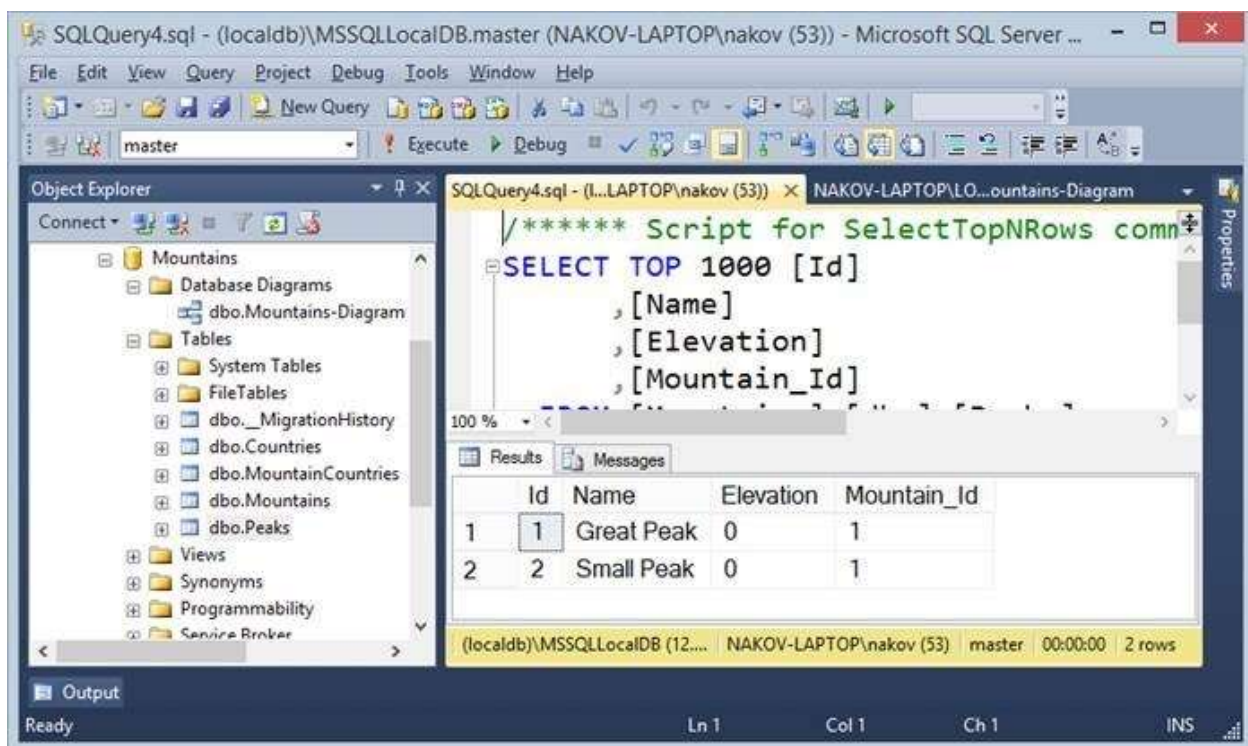 SQLQuery4.sql - (localdb)\MSSQLLocalDB.master (NAKOV-LAPTOP\nakov (53)) - Microsoft SQL Server ...
File Edit View Query Project Debug Tools Window Help
New Query
master Execute Debug
Object Explorer
Connect
Mountains
Database Diagrams
dbo.Mountains-Diagram
Tables
System Tables
FileTables
dbo.__MigrationHistory
dbo.Countries
dbo.MountainCountries
dbo.Mountains
dbo.Peaks
Views
Synonyms
Programmability
Service Broker
SQLQuery4.sql - (l...LAPTOP\nakov (53)) NAKOV-LAPTOP\LO...ountains-Diagram
/****** Script for SelectTopNRows comm
SELECT TOP 1000 [Id]
,[Name]
,[Elevation]
,[Mountain_Id]
100 %
Results Messages
Id Name Elevation Mountain_Id
1 1 Great Peak 0 1
2 2 Small Peak 0 1
(localdb)\MSSQLLocalDB (12.... NAKOV-LAPTOP\nakov (53) master 00:00:00 2 rows
Properties
Output
Ready Ln 1 Col 1 Ch 1 INS